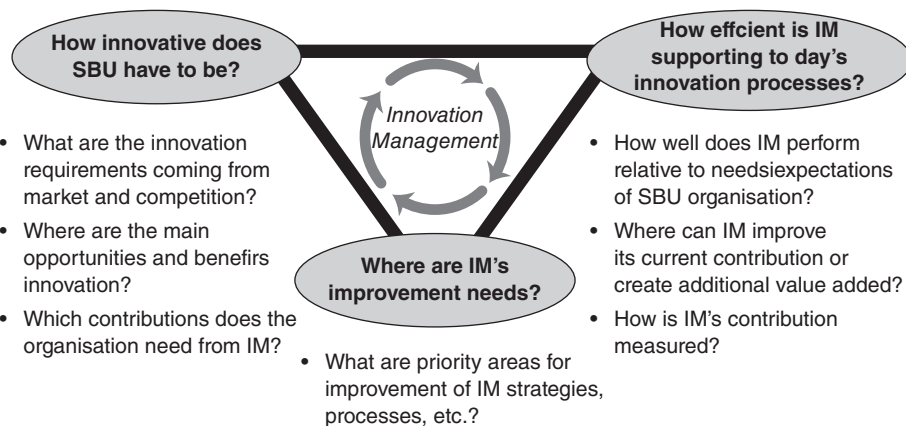 How innovative does
SBU have to be?
How effcient is IM
supporting to day's
innovation processes?
Innovation
Management
• What are the innovation
requirements coming from
market and competition?
• Where are the main
opportunities and benefirs
innovation?
• Which contributions does the
organisation need from IM?
Where are IM's
improvement needs?
• What are priority areas for
improvement of IM strategies,
processes, etc.?
• How well does IM perform
relative to needsiexpectations
of SBU organisation?
• Where can IM improve
its current contribution or
create additional value added?
• How is IM's contribution
measured?